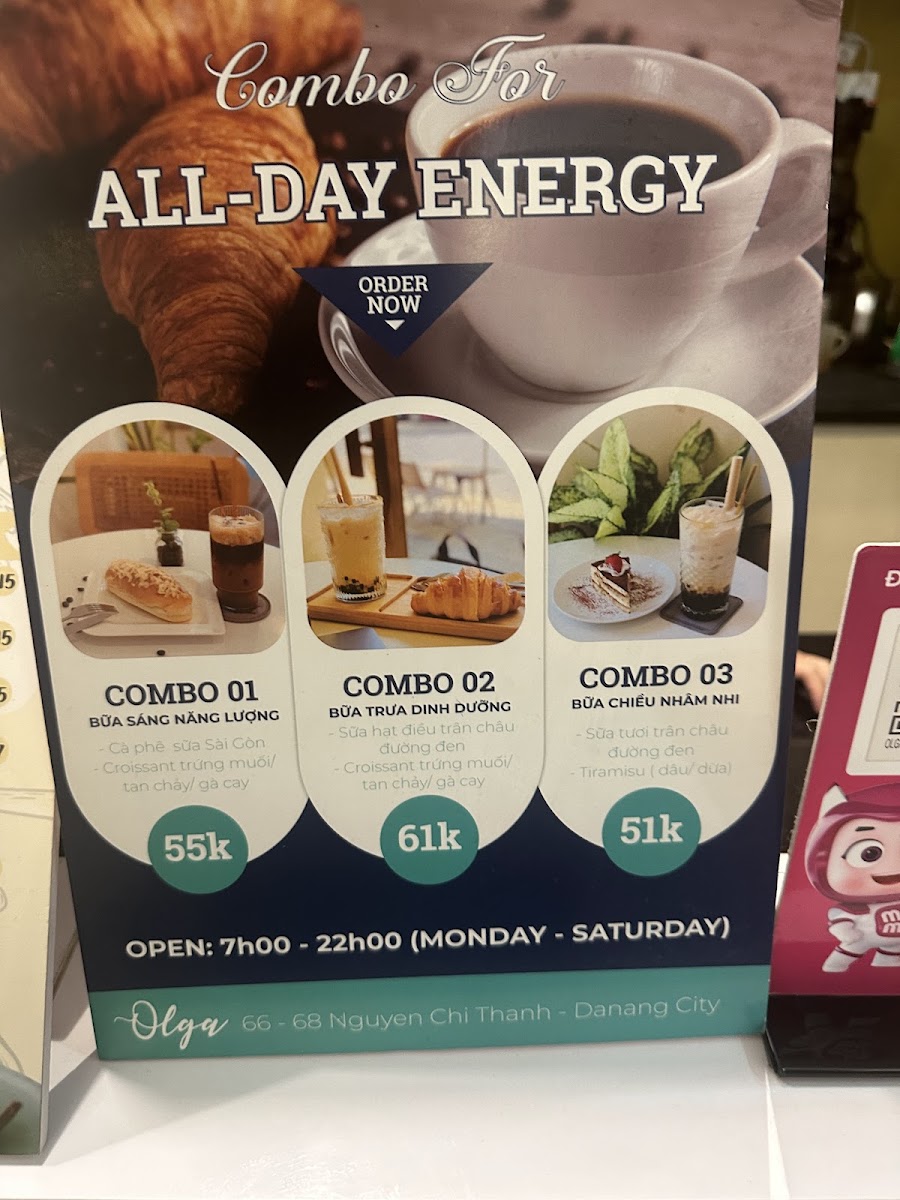 Combo For
ALL-DAY ENERGY
ORDER
NOW
COMBO 01
BỮA SÁNG NĂNG LƯỢNG
- Cà phê sữa Sài Gòn
- Croissant trứng muối/
tan chảy/ gà cay
55k
COMBO 02
BỮA TRƯA DINH DƯỠNG
- Sữa hạt điều trân châu
đường đen
- Croissant trứng muối/
tan chảy/ gà cay
61k
COMBO 03
BỮA CHIỀU NHÂM NHI
- Sữa tươi trân châu
đường đen
- Tiramisu ( dâu/ dừa)
51k
OPEN: 7h00 - 22h00 (MONDAY - SATURDAY)
Olga 66 - 68 Nguyen Chi Thanh - Danang City